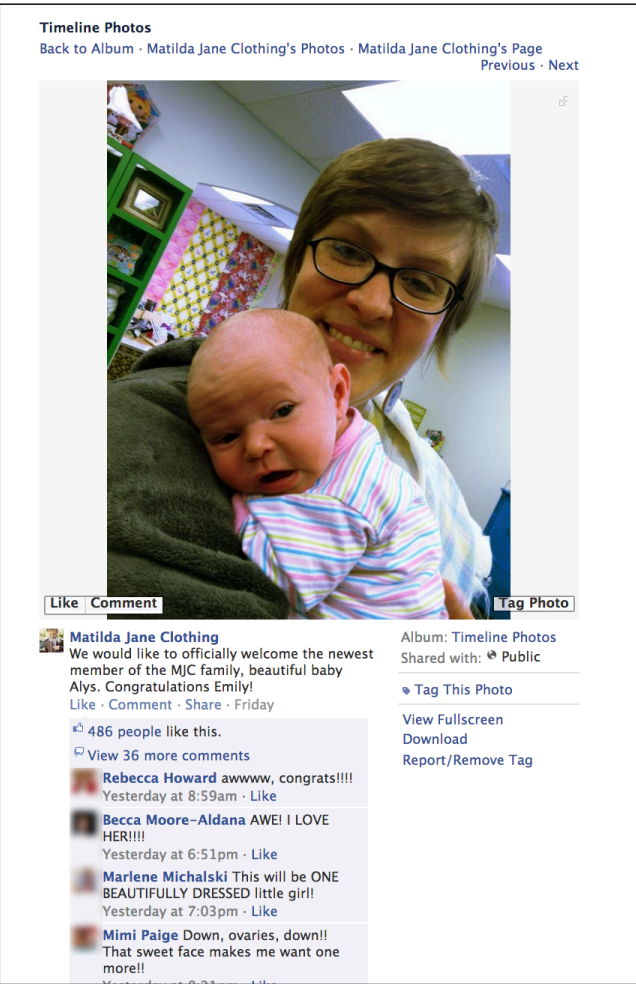 Timeline Photos
Back to Album · Matilda Jane Clothing's Photos · Matilda Jane Clothing's Page
Previous · Next
Like Comment
Tag Photo
Matilda Jane Clothing
We would like to officially welcome the newest
member of the MJC family, beautiful baby
Alys. Congratulations Emily!
Like · Comment · Share · Friday
486 people like this.
View 36 more comments
Rebecca Howard awwww, congrats!!!!
Yesterday at 8:59am · Like
Becca Moore-Aldana AWE! I LOVE
HER!!!!
Yesterday at 6:51pm · Like
Marlene Michalski This will be ONE
BEAUTIFULLY DRESSED little girl!
Yesterday at 7:03pm · Like
Mimi Paige Down, ovaries, down!!
That sweet face makes me want one
more!!
Album: Timeline Photos
Shared with: Public
Tag This Photo
View Fullscreen
Download
Report/Remove Tag